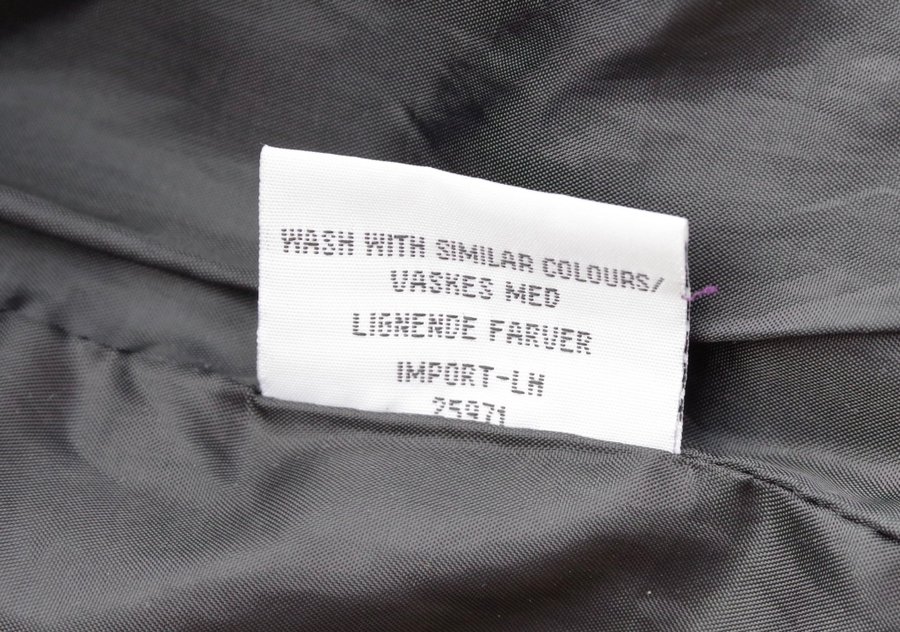 WASH WITH SIMILAR COLOURS/
VASKES MED
LIGNENDE FARVER
IMPORT-LH
25971